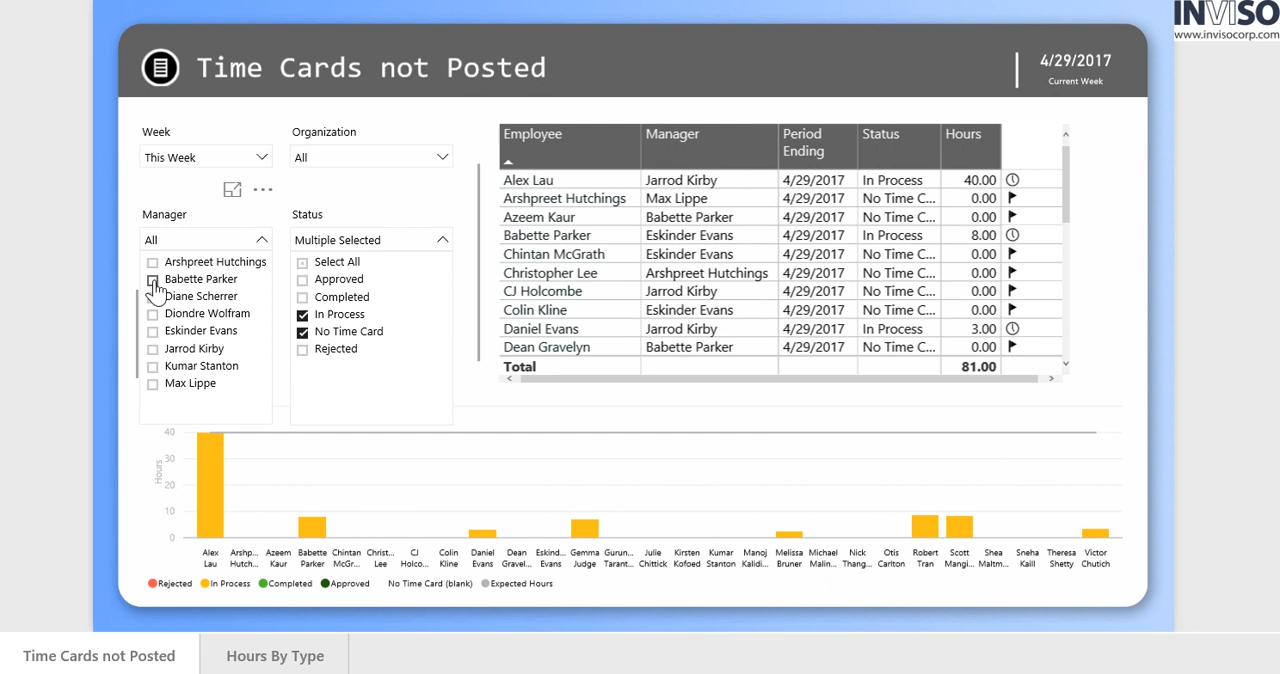 INVISO
www.invisocorp.com
Time Cards not Posted
4/29/2017
Current Week
Week
Organization
This Week
All
Manager
Status
All
Multiple Selected
Arshpreet Hutchings
Babette Parker
Diane Scherrer
Diondre Wolfram
Eskinder Evans
Jarrod Kirby
Kumar Stanton
Max Lippe
Select All
Approved
Completed
In Process
No Time Card
Rejected
Employee Manager Period Ending Status Hours
Alex Lau Jarrod Kirby 4/29/2017 In Process 40.00
Arshpreet Hutchings Max Lippe 4/29/2017 No Time C... 0.00
Azeem Kaur Babette Parker 4/29/2017 No Time C... 0.00
Babette Parker Eskinder Evans 4/29/2017 In Process 8.00
Chintan McGrath Eskinder Evans 4/29/2017 No Time C... 0.00
Christopher Lee Arshpreet Hutchings 4/29/2017 No Time C... 0.00
CJ Holcombe Jarrod Kirby 4/29/2017 No Time C... 0.00
Colin Kline Eskinder Evans 4/29/2017 No Time C... 0.00
Daniel Evans Jarrod Kirby 4/29/2017 In Process 3.00
Dean Gravelyn Babette Parker 4/29/2017 No Time C... 0.00
Total 81.00
Hours
40
30
20
10
0
Alex Arshp... Azeem Babette Chintan Christ... CJ Colin Daniel Dean Eskind... Gemma Gurun... Julie Kirsten Kumar Manoj Melissa Michael Nick Otis Robert Scott Shea Sneha Theresa Victor
Lau Hutch... Kaur Parker McGr... Lee Holco... Kline Evans Gravel... Evans Judge Tarant... Chittick Kofoed Stanton Kalidi... Bruner Malin... Thang... Carlton Tran Mangi... Maltm... Kaill Shetty Chutich
Rejected In Process Completed Approved No Time Card (blank) Expected Hours
Time Cards not Posted
Hours By Type